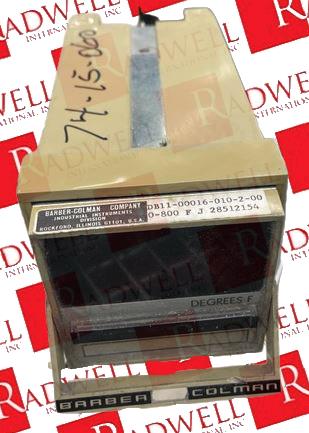 74-15-060
BARBER-COLMAN COMPANY
INDUSTRIAL INSTRUMENTS
DIVISION
ROCKFORD, ILLINOIS 61101, U.S.A.
DB11-00016-010-2-00
0-800 F J 28512154
DEGREES F
BARBER COLMAN
RADWELL
INTERNATIONAL, INC.